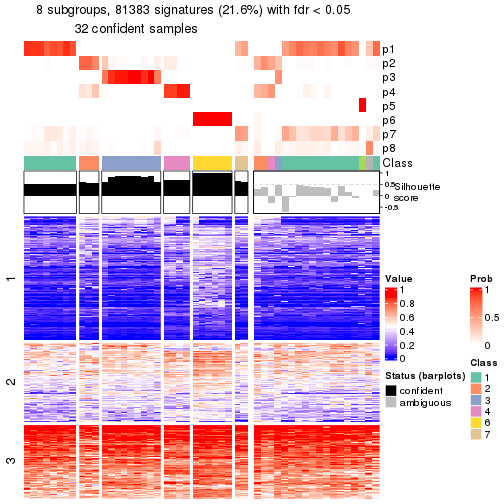 8 subgroups, 81383 signatures (21.6%) with fdr < 0.05
32 confident samples
p1
p2
p3
p4
p5
p6
p7
p8
Class
1
0.5
0
-0.5
Silhouette
score
1
2
3
Value
1
0.8
0.6
0.4
0.2
0
Prob
1
0.5
0
Status (barplots)
confident
ambiguous
Class
1
2
3
4
6
7